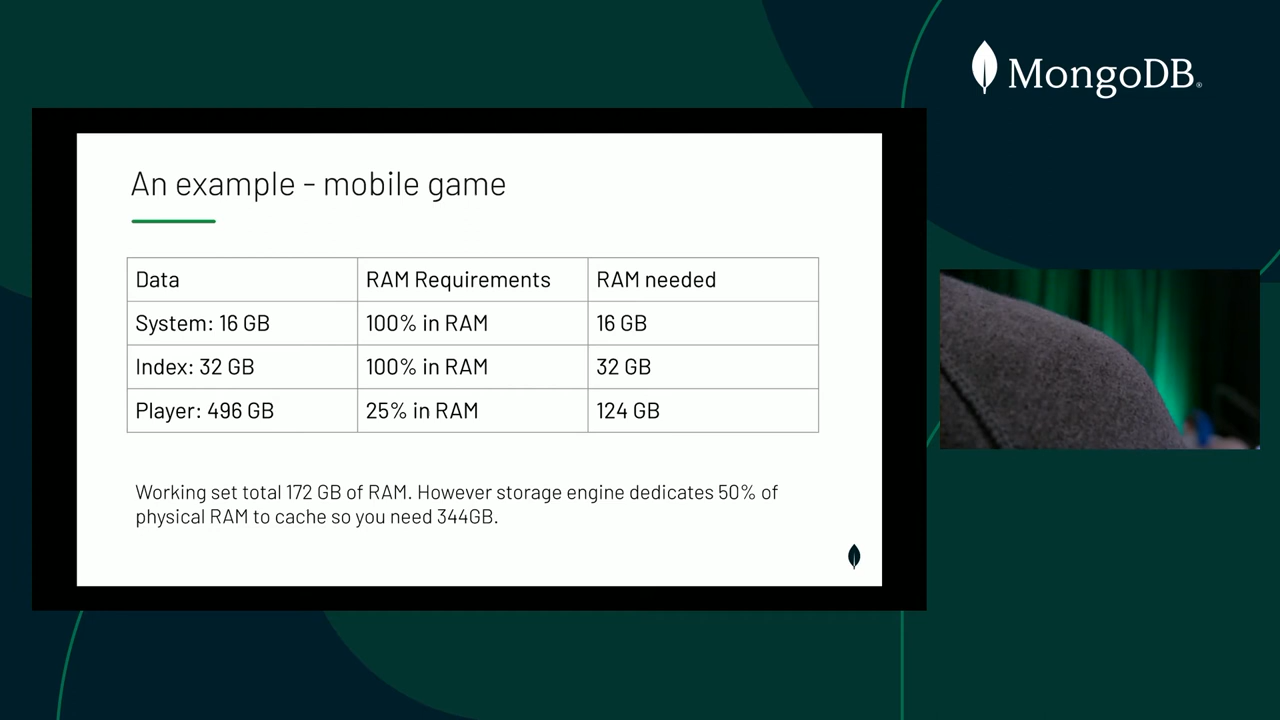 MongoDB®
An example - mobile game
Data RAM Requirements RAM needed
System: 16 GB 100% in RAM 16 GB
Index: 32 GB 100% in RAM 32 GB
Player: 496 GB 25% in RAM 124 GB
Working set total 172 GB of RAM. However storage engine dedicates 50% of
physical RAM to cache so you need 344GB.